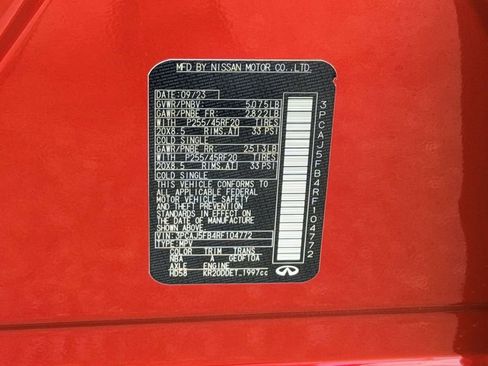 MFD BY NISSAN MOTOR CO.,LTD.
DATE: 09/23
GVWR/PNBV: 5075LB
GAWR/PNBE FR: 2822LB
WITH P255/45RF20 TIRES
20X8.5 RIMS,AT 33 PSI
COLD SINGLE
GAWR/PNBE RR: 2513LB
WITH P255/45RF20 TIRES
20X8.5 RIMS,AT 33 PSI
COLD SINGLE
THIS VEHICLE CONFORMS TO
ALL APPLICABLE FEDERAL
MOTOR VEHICLE SAFETY
AND THEFT PREVENTION
STANDARDS IN EFFECT ON
THE DATE OF MANUFACTURE
SHOWN ABOVE
VIN: 3PCAJ5FB4RF104772
TYPE: MPV
COLOR TRIM TRANS
NBA A GE0F10A
AXLE ENGINE
HD58 KR20DDET 1997cc
3PCAJ5FB4RF104772
INFINITI